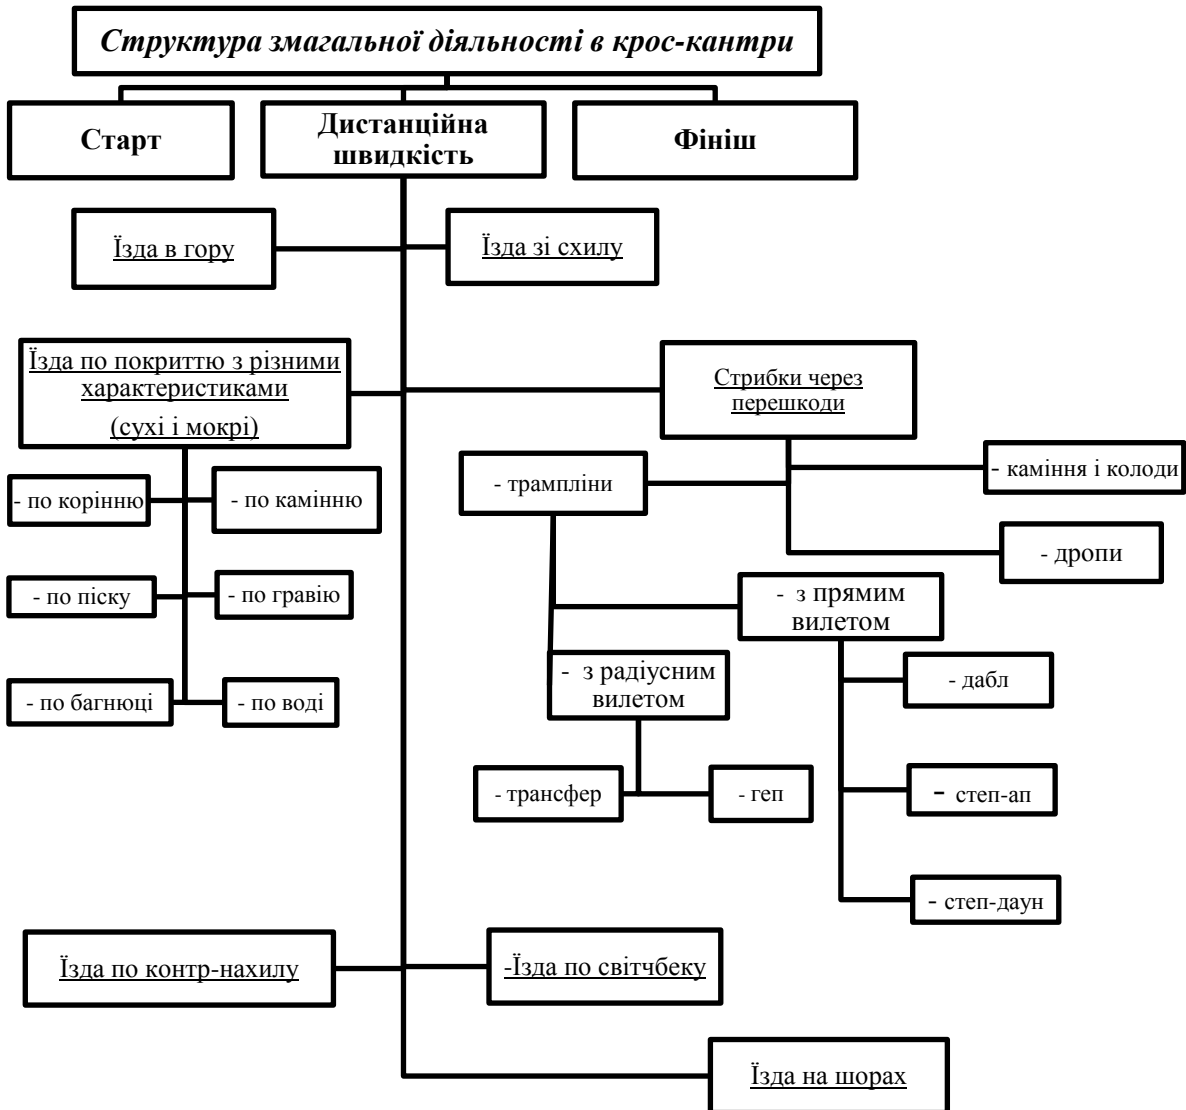 Структура змагальної діяльності в крос-кантри
Старт
Дистанційна
швидкість
Фініш
Їзда в гору
Їзда зі схилу
Їзда по покриттю з різними
характеристиками
(сухі і мокрі)
Стрибки через
перешкоди
- по корінню
- по камінню
- по піску
- по гравію
- по багнюці
- по воді
- трампліни
- каміння і колоди
- дропи
- з прямим
вилетом
- з радіусним
вилетом
- дабл
- трансфер
- геп
- степ-ап
- степ-даун
Їзда по контр-нахилу
-Їзда по світчбеку
Їзда на шорах